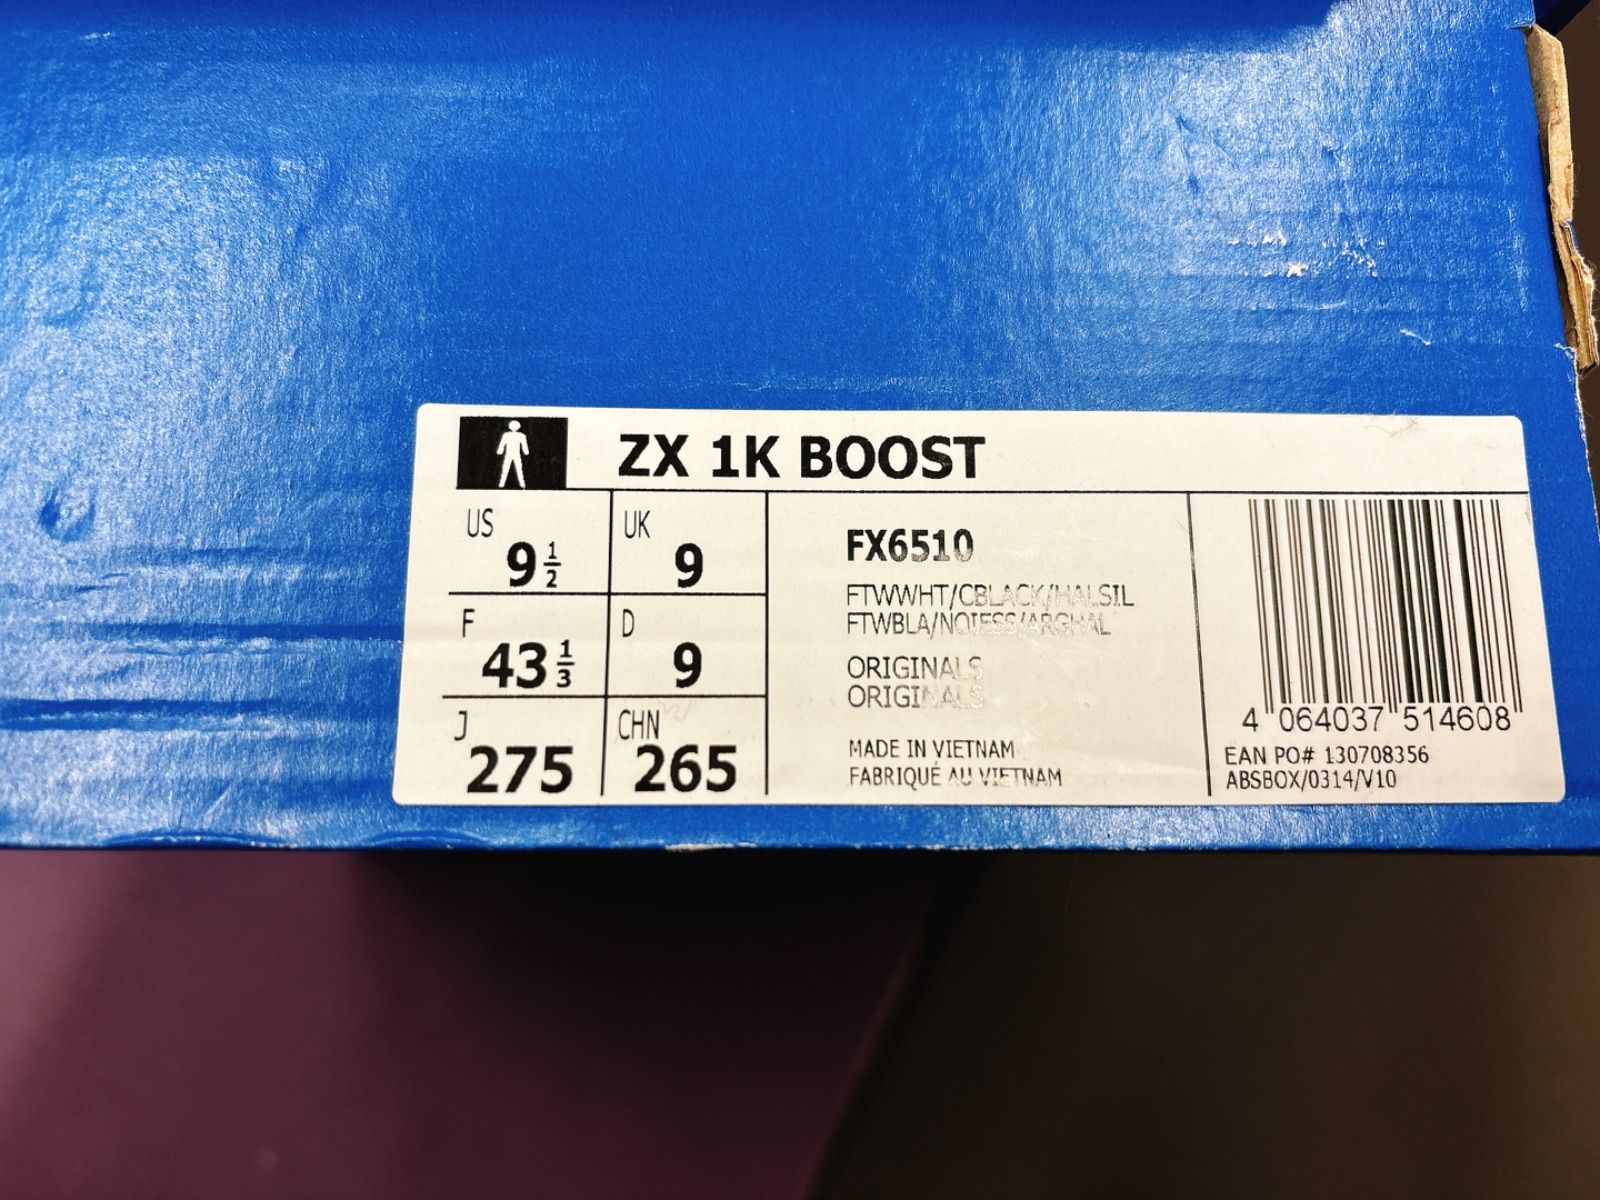 ZX 1K BOOST
US 9 1/2
UK 9
F 43 1/3
D 9
J 275
CHN 265
FX6510
FTWWHT/CBLACK/HALSIL
FTWBLA/NOIESS/ARGHAL
ORIGINALS
ORIGINALS
MADE IN VIETNAM
FABRIQUÉ AU VIETNAM
4 064037 514608
EAN PO# 130708356
ABSBOX/0314/V10